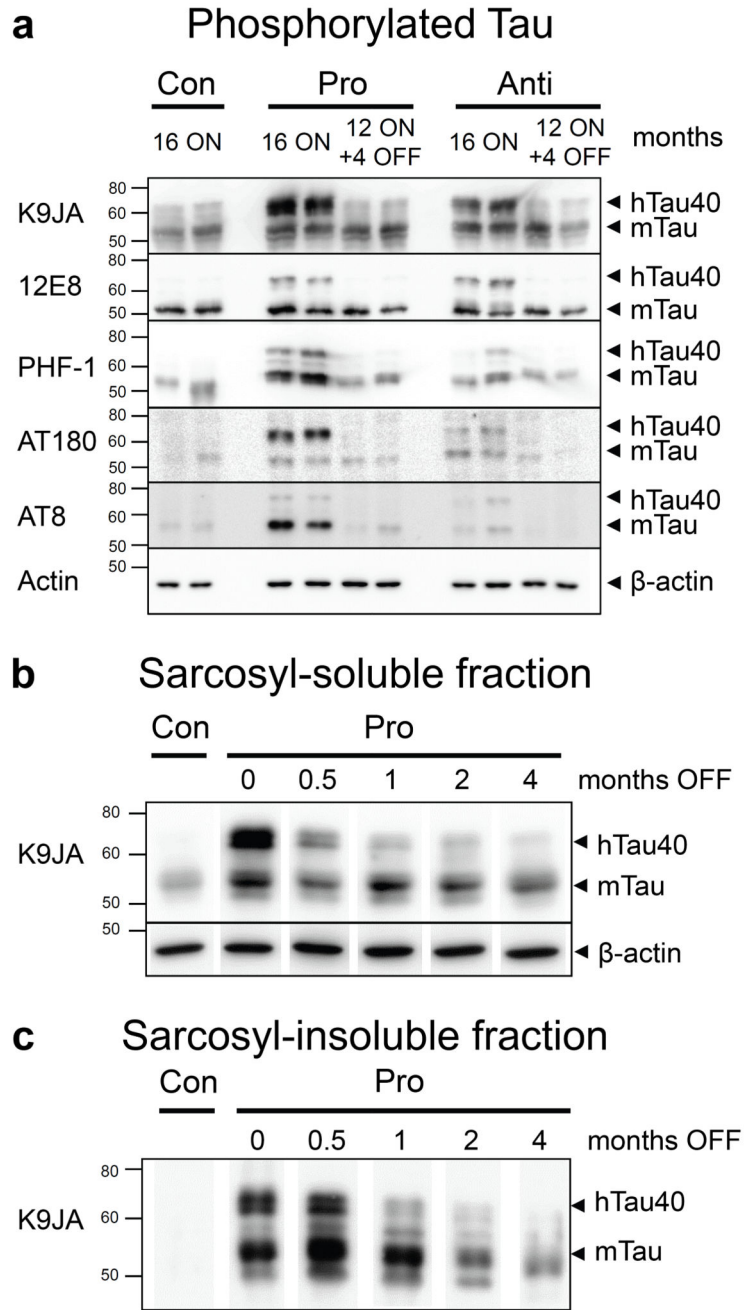 a Phosphorylated Tau
Con Pro Anti
16 ON 16 ON 12 ON +4 OFF 16 ON 12 ON +4 OFF months
K9JA 80 60 50 hTau40 mTau
12E8 80 60 50 hTau40 mTau
PHF-1 80 60 50 hTau40 mTau
AT180 80 60 50 hTau40 mTau
AT8 80 60 50 hTau40 mTau
Actin 50 β-actin
b Sarcosyl-soluble fraction
Con Pro
0 0.5 1 2 4 months OFF
K9JA 80 60 50 hTau40 mTau
50 β-actin
c Sarcosyl-insoluble fraction
Con Pro
0 0.5 1 2 4 months OFF
K9JA 80 60 50 hTau40 mTau